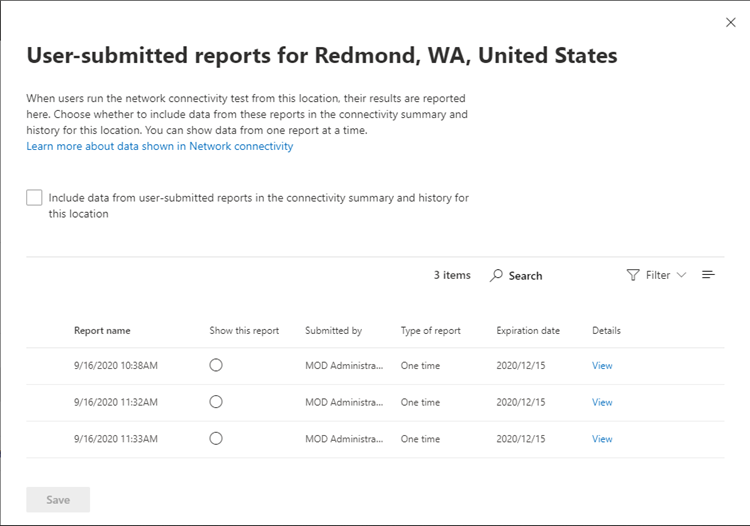 User-submitted reports for Redmond, WA, United States
When users run the network connectivity test from this location, their results are reported
here. Choose whether to include data from these reports in the connectivity summary and
history for this location. You can show data from one report at a time.
Learn more about data shown in Network connectivity
Include data from user-submitted reports in the connectivity summary and history for
this location
3 items Search Filter
Report name Show this report Submitted by Type of report Expiration date Details
9/16/2020 10:38AM MOD Administra... One time 2020/12/15 View
9/16/2020 11:32AM MOD Administra... One time 2020/12/15 View
9/16/2020 11:33AM MOD Administra... One time 2020/12/15 View
Save